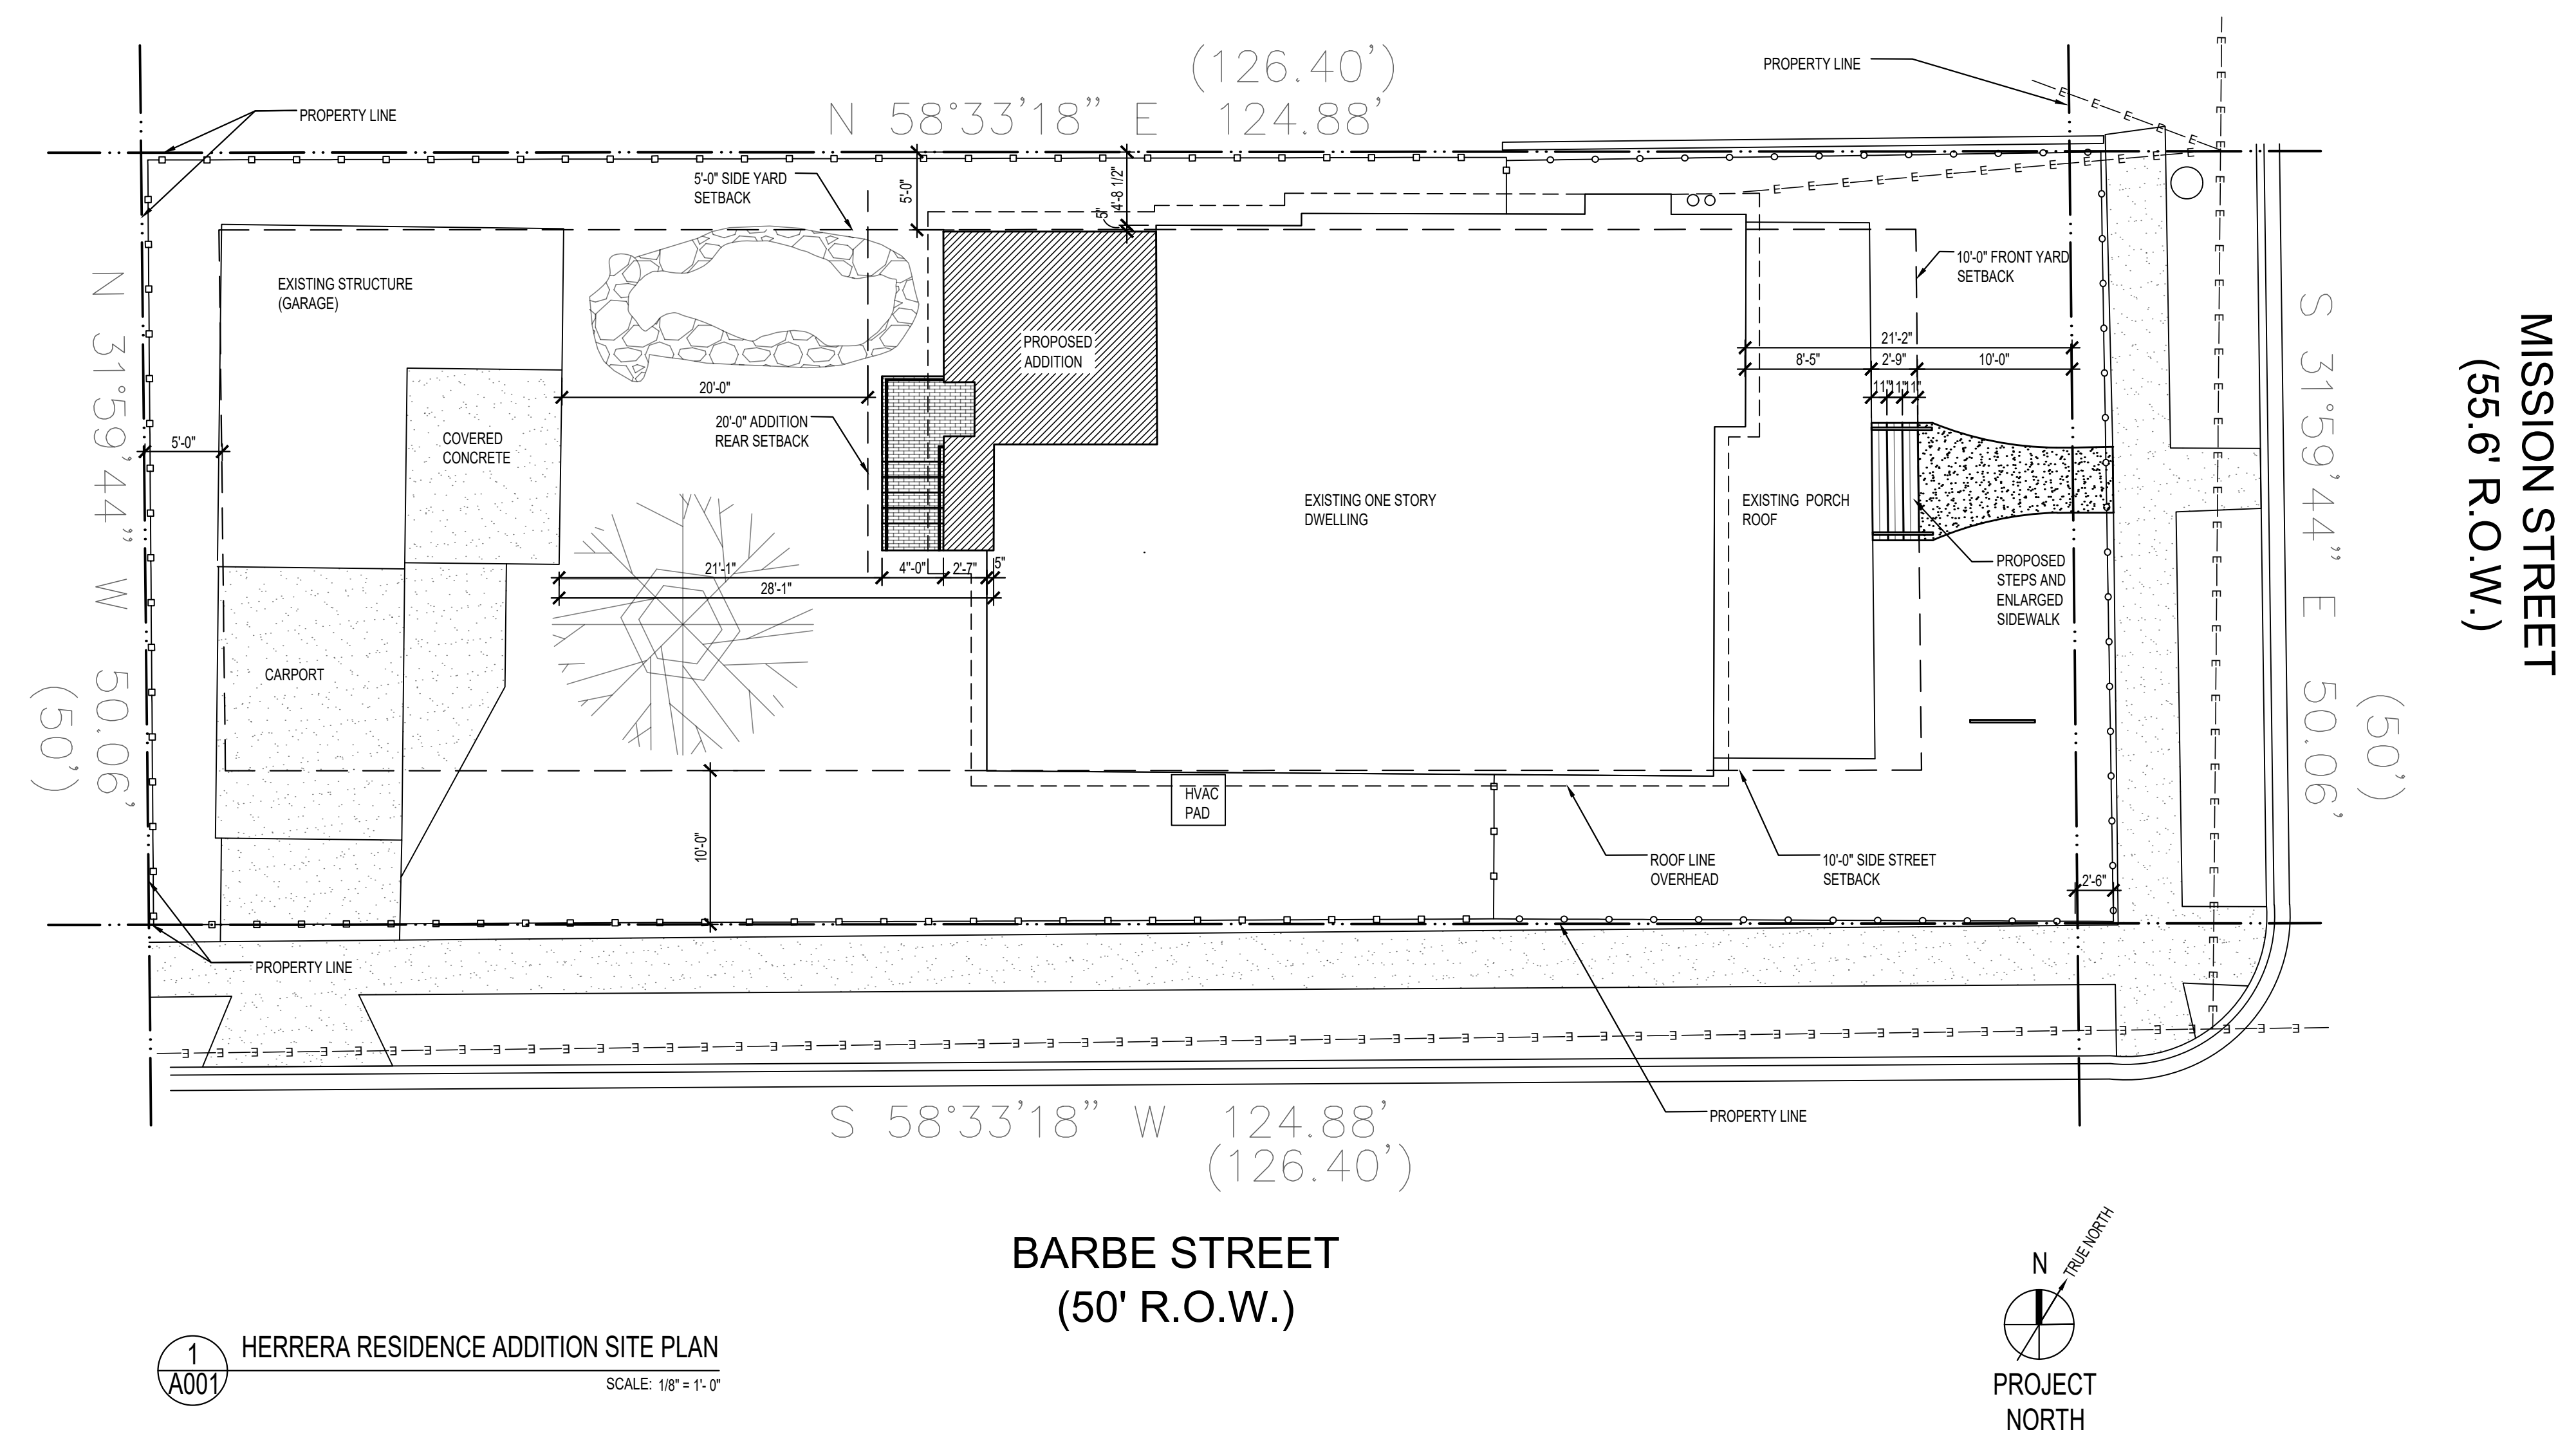 (126.40')
N 58°33'18" E 124.88'
PROPERTY LINE
PROPERTY LINE
5'-0" SIDE YARD
SETBACK
5'-0"
4'-8 1/2"
5"
EXISTING STRUCTURE
(GARAGE)
10'-0" FRONT YARD
SETBACK
PROPOSED
ADDITION
21'-2"
8'-5"
2'-9"
10'-0"
11"
11"
11"
20'-0"
20'-0" ADDITION
REAR SETBACK
COVERED
CONCRETE
5'-0"
EXISTING ONE STORY
DWELLING
EXISTING PORCH
ROOF
PROPOSED
STEPS AND
ENLARGED
SIDEWALK
21'-1"
4"-0"
2'-7"
5"
28'-1"
CARPORT
HVAC
PAD
10'-0"
ROOF LINE
OVERHEAD
10'-0" SIDE STREET
SETBACK
2'-6"
PROPERTY LINE
PROPERTY LINE
N 31°59'44" W 50.06'
(50')
S 31°59'44" E 50.06'
(50')
MISSION STREET
(55.6' R.O.W.)
S 58°33'18" W 124.88'
(126.40')
BARBE STREET
(50' R.O.W.)
1
A001
HERRERA RESIDENCE ADDITION SITE PLAN
SCALE: 1/8" = 1'- 0"
N
TRUE NORTH
PROJECT
NORTH